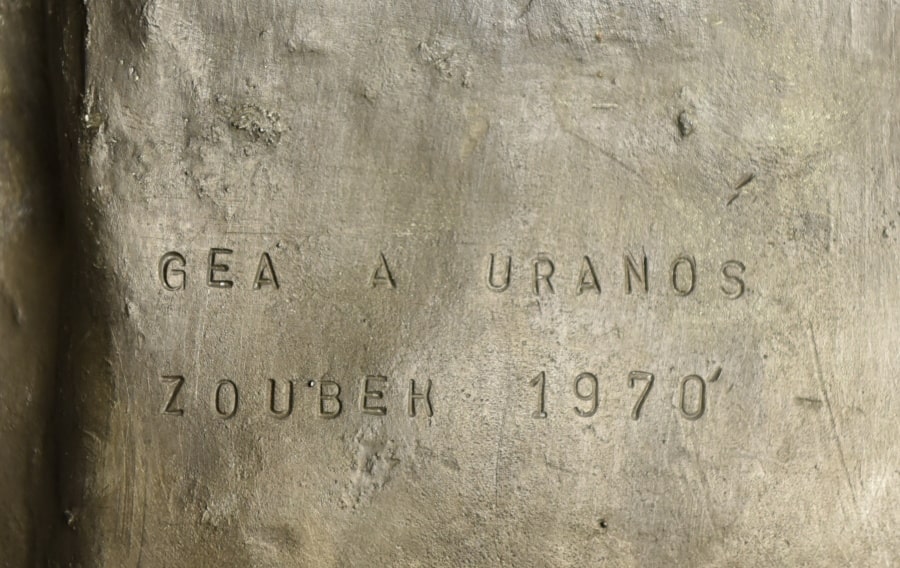 GEA A URANOS
ZOUBEK 1970